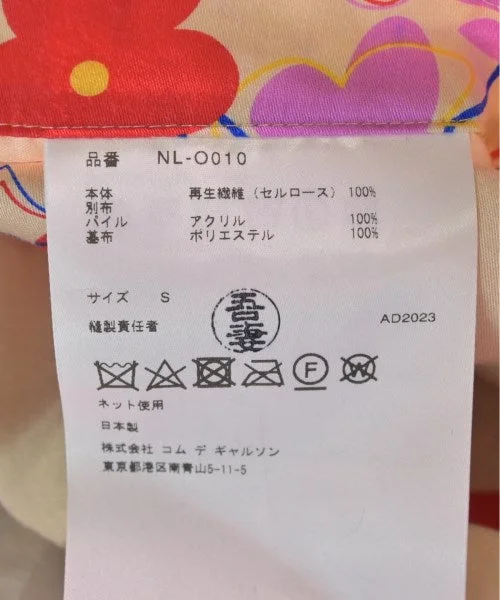 品番 NL-O010
本体 再生繊維(セルロース) 100%
別布
パイル アクリル 100%
基布 ポリエステル 100%
サイズ S
縫製責任者 吾妻 AD2023
F W
ネット使用
日本製
株式会社 コム デ ギャルソン
東京都港区南青山5-11-5